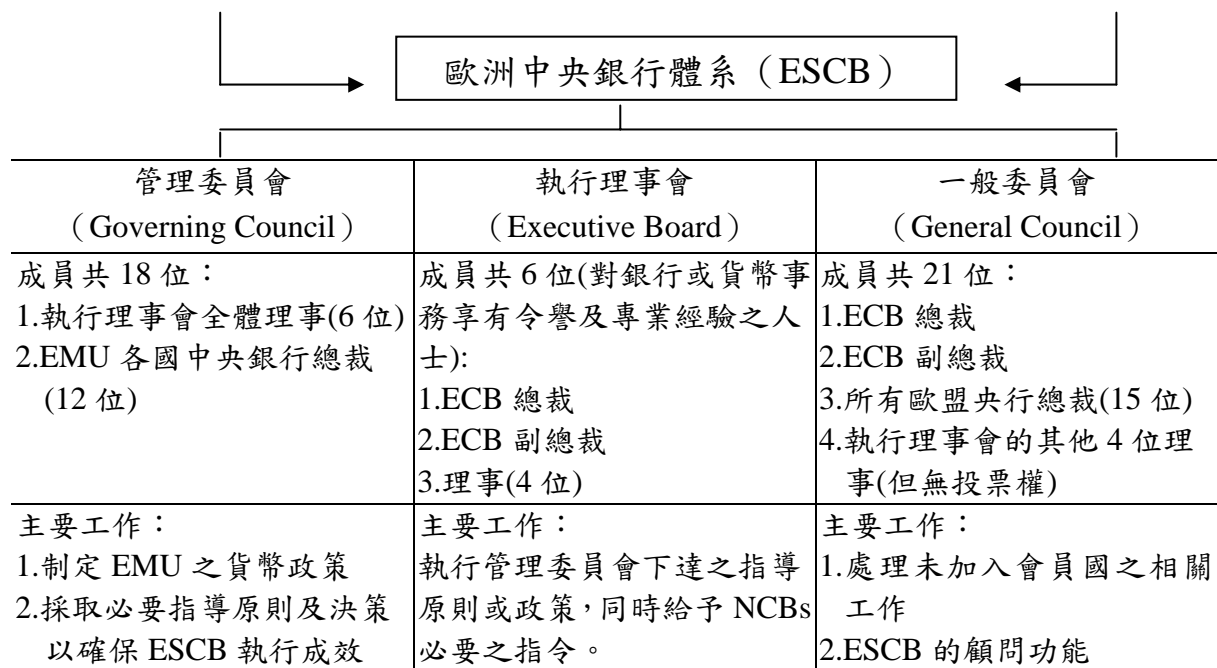 歐洲中央銀行體系（ESCB）
管理委員會
（Governing Council）
成員共 18 位：
1.執行理事會全體理事(6 位)
2.EMU 各國中央銀行總裁
(12 位)
主要工作：
1.制定 EMU 之貨幣政策
2.採取必要指導原則及決策
以確保 ESCB 執行成效
執行理事會
（Executive Board）
成員共 6 位(對銀行或貨幣事
務享有令譽及專業經驗之人
士):
1.ECB 總裁
2.ECB 副總裁
3.理事(4 位)
主要工作：
執行管理委員會下達之指導
原則或政策，同時給予 NCBs
必要之指令。
一般委員會
（General Council）
成員共 21 位：
1.ECB 總裁
2.ECB 副總裁
3.所有歐盟央行總裁(15 位)
4.執行理事會的其他 4 位理
事(但無投票權)
主要工作：
1.處理未加入會員國之相關
工作
2.ESCB 的顧問功能